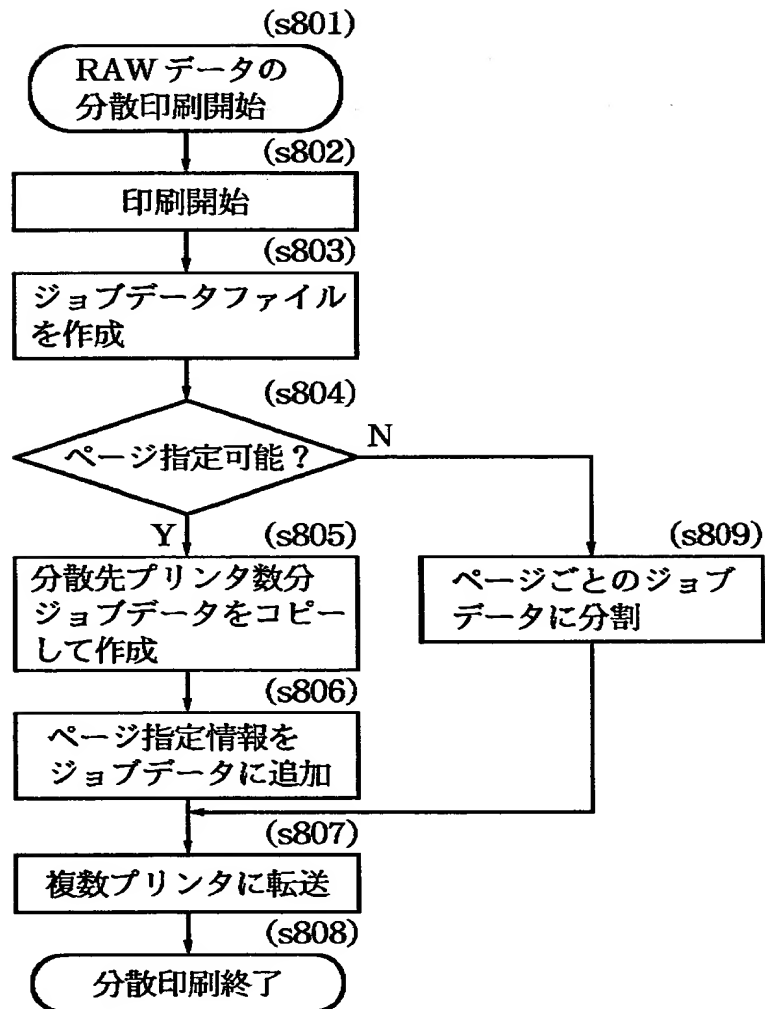 (s801)
RAWデータの
分散印刷開始
(s802)
印刷開始
(s803)
ジョブデータファイル
を作成
(s804)
ページ指定可能？
N
Y
(s805)
分散先プリンタ数分
ジョブデータをコピー
して作成
(s809)
ページごとのジョブ
データに分割
(s806)
ページ指定情報を
ジョブデータに追加
(s807)
複数プリンタに転送
(s808)
分散印刷終了